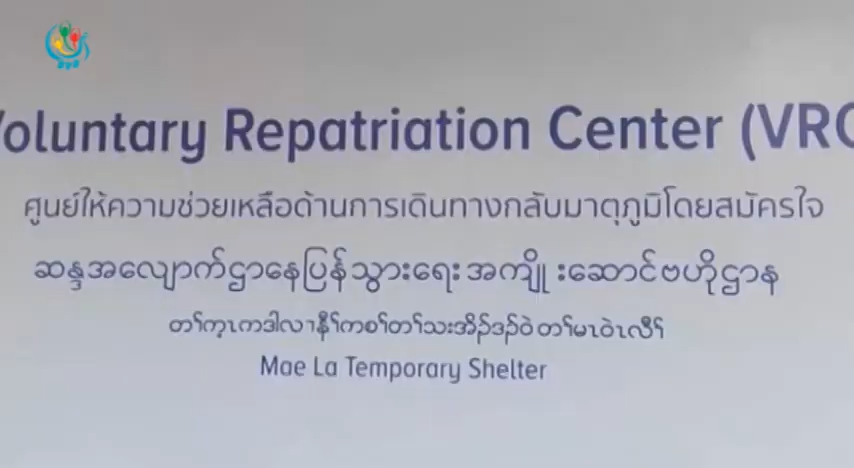 Voluntary Repatriation Center (VRC
ศูนย์ให้ความช่วยเหลือด้านการเดินทางกลับมาตุภูมิโดยสมัครใจ
ဆန္ဒအလျောက်ဌာနေပြန်သွားရေးအကျိုးဆောင်ဗဟိုဌာန
Mae La Temporary Shelter